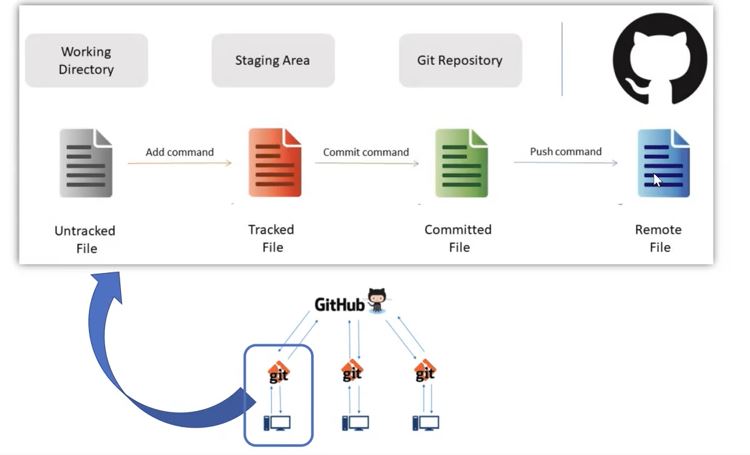 Working
Directory
Staging Area
Git Repository
Add command
Commit command
Push command
Untracked
File
Tracked
File
Committed
File
Remote
File
GitHub
git
git
git